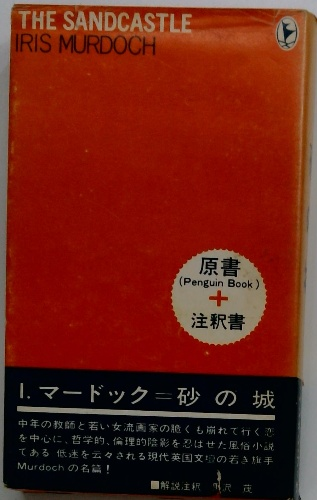 THE SANDCASTLE
IRIS MURDOCH
原書
(Penguin Book)
+
注釈書
I. マードック=砂の城
中年の教師と若い女流画家の脆くも崩れて行く恋
を中心に、哲学的、倫理的陰影を忍ばせた風俗小説
である 低迷を云々される現代英国文壇の若き旗手
Murdochの名篇!
■解説注釈 沢 茂